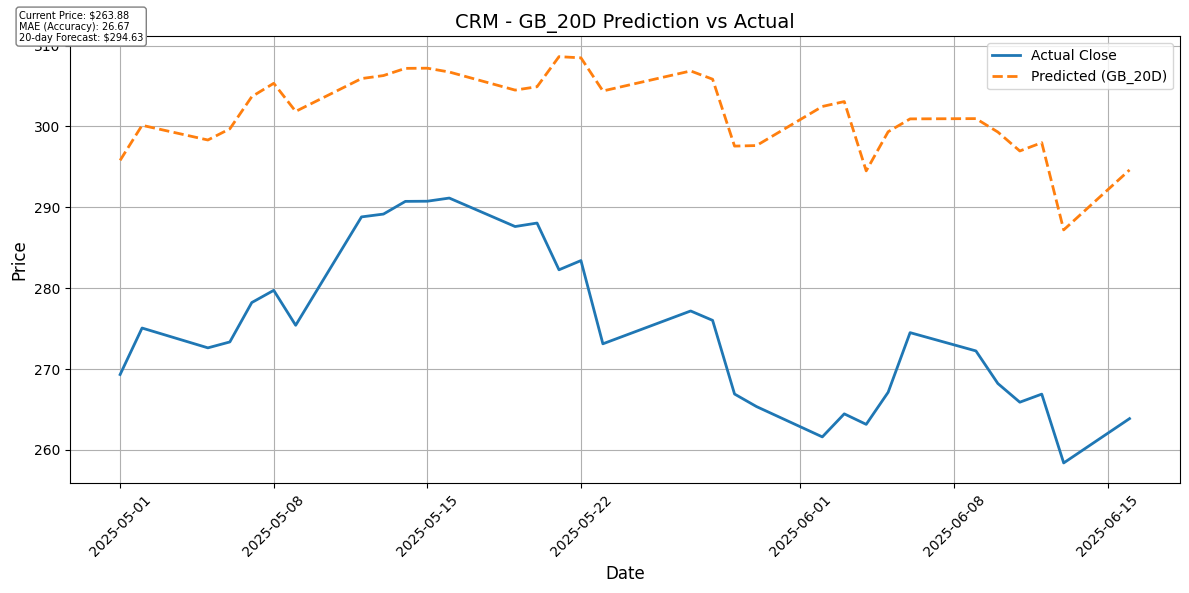 Current Price: $263.88
MAE (Accuracy): 26.67
20-day Forecast: $294.63
CRM - GB_20D Prediction vs Actual
Actual Close
Predicted (GB_20D)
310
300
290
280
270
260
Price
2025-05-01
2025-05-08
2025-05-15
2025-05-22
2025-06-01
2025-06-08
2025-06-15
Date